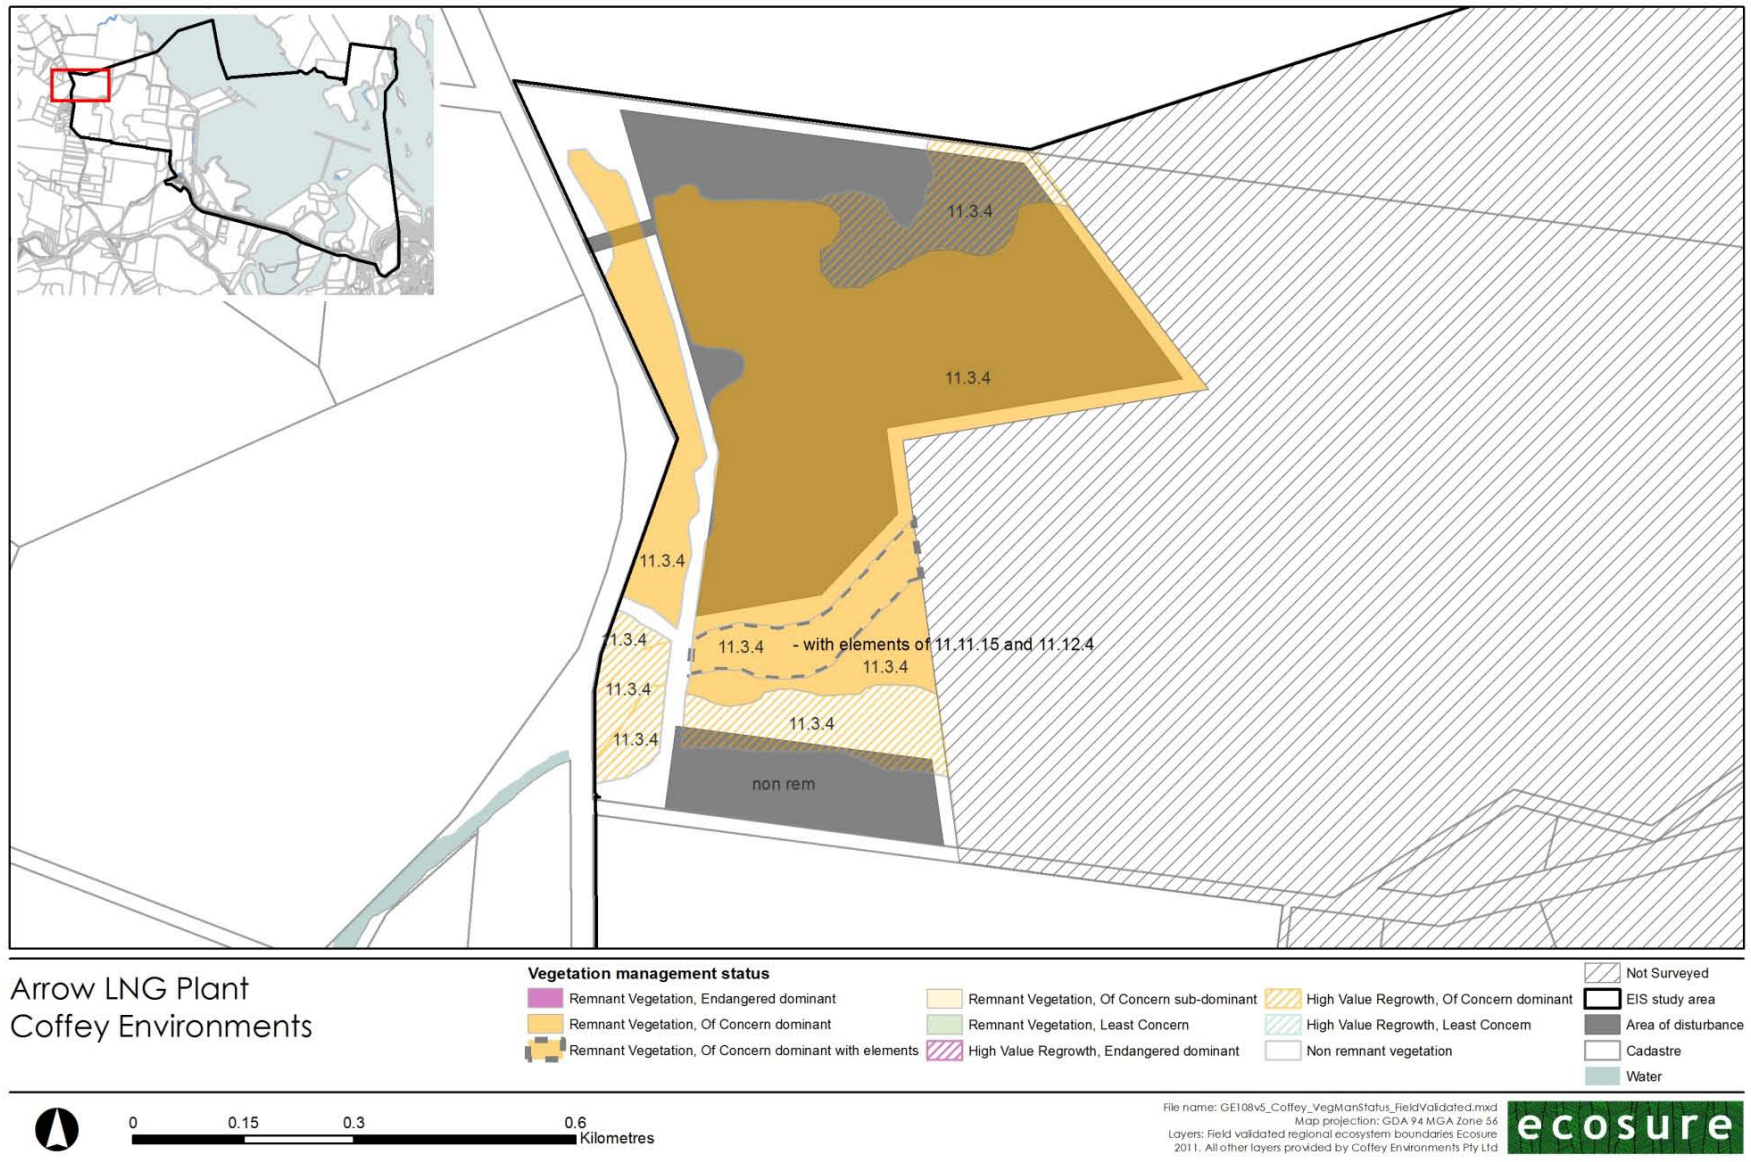 11.3.4
11.3.4
11.3.4
11.3.4
11.3.4 - with elements of 11.11.15 and 11.12.4
11.3.4
11.3.4
11.3.4
11.3.4
non rem
Arrow LNG Plant
Coffey Environments
Vegetation management status
Remnant Vegetation, Endangered dominant
Remnant Vegetation, Of Concern dominant
Remnant Vegetation, Of Concern dominant with elements
Remnant Vegetation, Of Concern sub-dominant
Remnant Vegetation, Least Concern
High Value Regrowth, Endangered dominant
High Value Regrowth, Of Concern dominant
High Value Regrowth, Least Concern
Non remnant vegetation
Not Surveyed
EIS study area
Area of disturbance
Cadastre
Water
0 0.15 0.3 0.6
Kilometres
File name: GE108v5_Coffey_VegManStatus_FieldValidated.mxd
Map projection: GDA 94 MGA Zone 56
Layers: Field validated regional ecosystem boundaries Ecosure
2011. All other layers provided by Coffey Environments Pty Ltd
ecosure